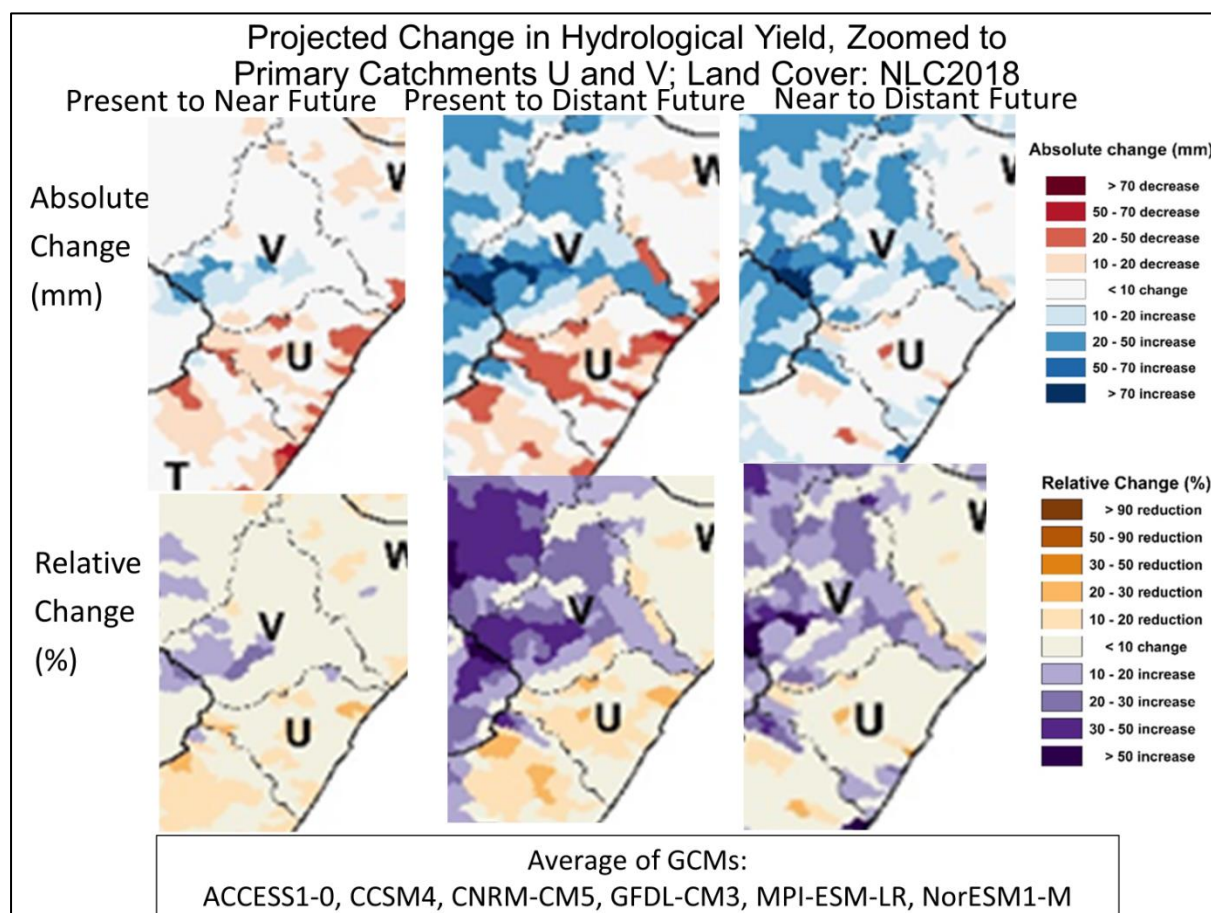 Projected Change in Hydrological Yield, Zoomed to
Primary Catchments U and V; Land Cover: NLC2018
Present to Near Future
Present to Distant Future
Near to Distant Future
Absolute
Change
(mm)
W
V
U
T
W
V
U
W
V
U
Absolute change (mm)
> 70 decrease
50 - 70 decrease
20 - 50 decrease
10 - 20 decrease
< 10 change
10 - 20 increase
20 - 50 increase
50 - 70 increase
> 70 increase
Relative
Change
(%)
W
V
U
W
V
U
W
V
U
Relative Change (%)
> 90 reduction
50 - 90 reduction
30 - 50 reduction
20 - 30 reduction
10 - 20 reduction
< 10 change
10 - 20 increase
20 - 30 increase
30 - 50 increase
> 50 increase
Average of GCMs:
ACCESS1-0, CCSM4, CNRM-CM5, GFDL-CM3, MPI-ESM-LR, NorESM1-M